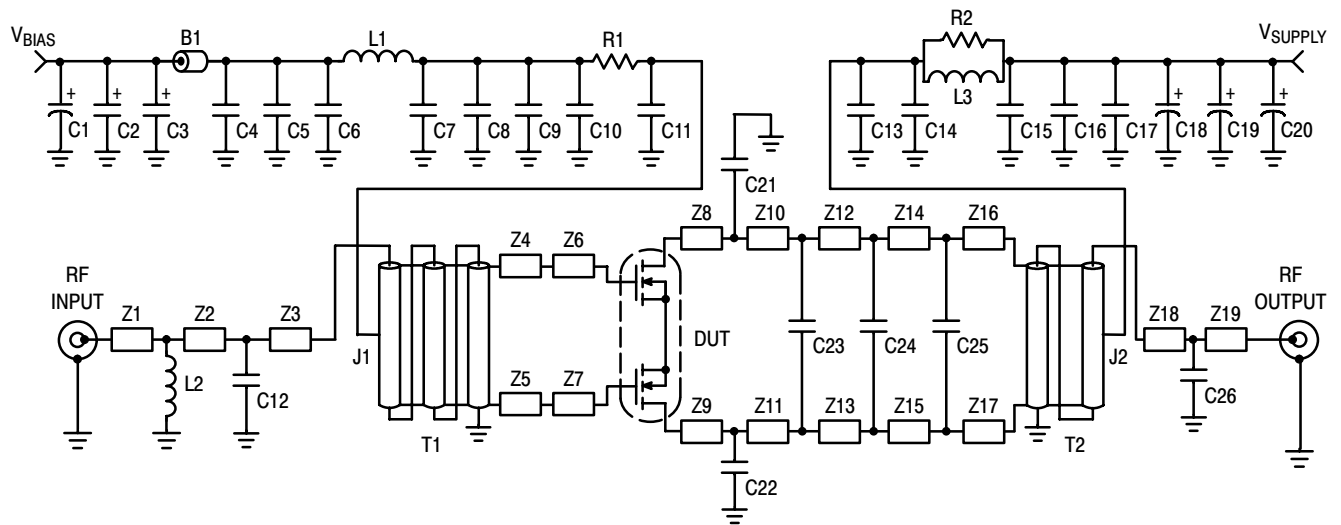 VBIAS
B1
L1
R1
R2
VSUPPLY
+
+
+
L3
+
+
+
C1
C2
C3
C4
C5
C6
C7
C8
C9
C10
C11
C13
C14
C15
C16
C17
C18
C19
C20
C21
Z8
Z10
Z12
Z14
Z16
Z4
Z6
RF
INPUT
RF
OUTPUT
Z1
Z2
Z3
Z18
Z19
DUT
C23
C24
C25
J1
J2
L2
C12
Z5
Z7
C26
Z9
Z11
Z13
Z15
Z17
T1
T2
C22